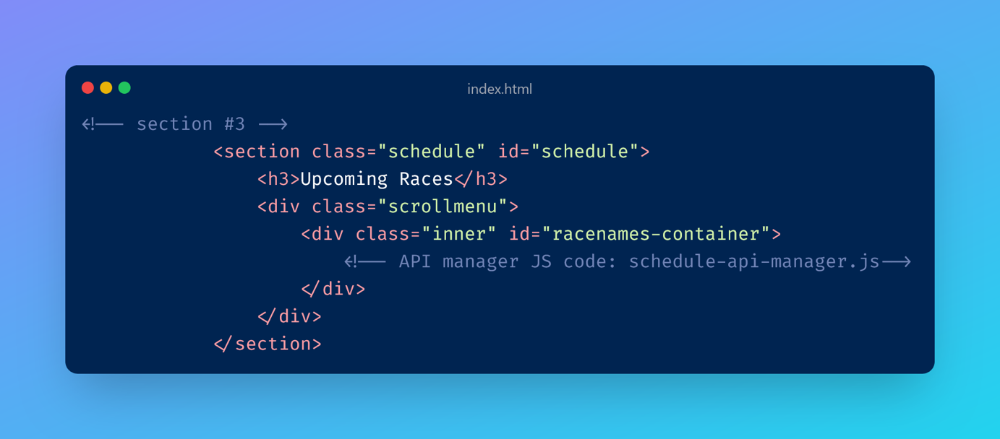 index.html
<!-- section #3 -->
<section class="schedule" id="schedule">
<h3>Upcoming Races</h3>
<div class="scrollmenu">
<div class="inner" id="racenames-container">
<!-- API manager JS code: schedule-api-manager.js-->
</div>
</div>
</section>